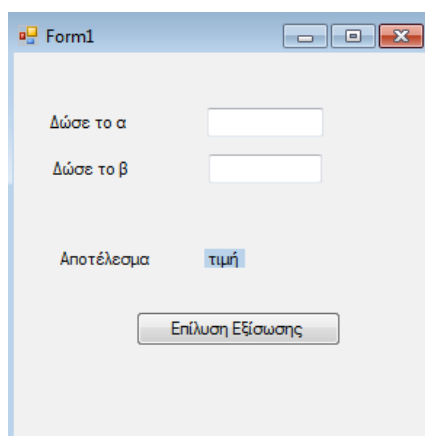 Form1
Δώσε το α
Δώσε το β
Αποτέλεσμα τιμή
Επίλυση Εξίσωσης